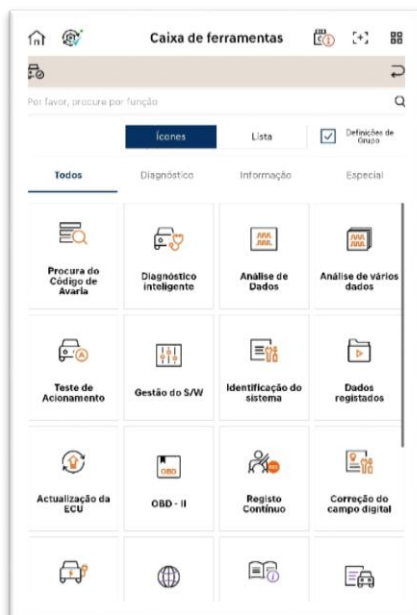 Caixa de ferramentas
Por favor, procure por função
Ícones
Lista
Definições de
Grupo
Todos
Diagnóstico
Informação
Especial
Procura do
Código de
Avaria
Diagnóstico
inteligente
Análise de
Dados
Análise de vários
dados
Teste de
Acionamento
Gestão do S/W
Identificação do
sistema
Dados
registados
Actualização da
ECU
OBD
OBD - II
Registo
Contínuo
Correção do
campo digital